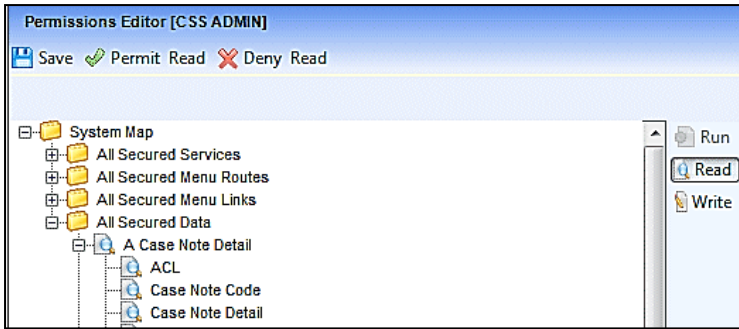 Permissions Editor [CSS ADMIN]
Save Permit Read Deny Read
System Map
All Secured Services
All Secured Menu Routes
All Secured Menu Links
All Secured Data
A Case Note Detail
ACL
Case Note Code
Case Note Detail
Run
Read
Write